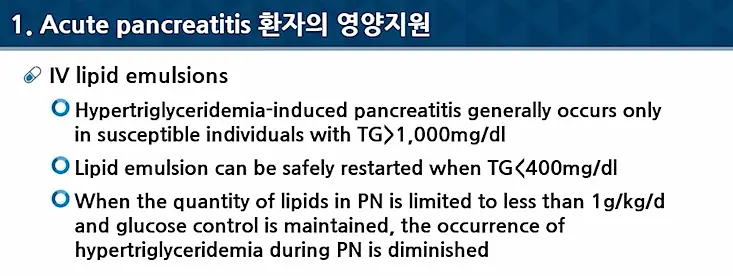 1. Acute pancreatitis 환자의 영양지원
IV lipid emulsions
Hypertriglyceridemia-induced pancreatitis generally occurs only
in susceptible individuals with TG>1,000mg/dl
Lipid emulsion can be safely restarted when TG<400mg/dl
When the quantity of lipids in PN is limited to less than 1g/kg/d
and glucose control is maintained, the occurrence of
hypertriglyceridemia during PN is diminished